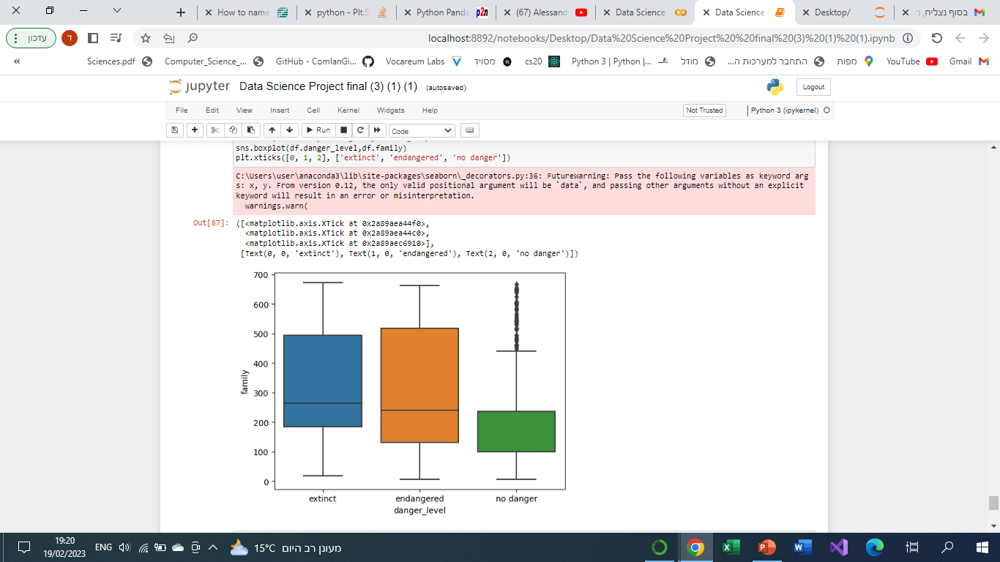 How to name
python - Plt.S
Python Panda
(67) Alessand
Data Science
Data Science
Desktop/
בסוף נצליח, מ
עדכון
ד
localhost:8892/notebooks/Desktop/Data%20Science%20Project%20%20final%20(3)%20(1)%20(1).ipynb
Sciences.pdf
Computer_Science_...
GitHub - ComlanGi...
Vocareum Labs
מסויד
cs20
Python 3 | Python |...
מודל
התחבר למערכות ה...
מפות
YouTube
Gmail
jupyter Data Science Project final (3) (1) (1) (autosaved)
Logout
File Edit View Insert Cell Kernel Widgets Help
Not Trusted
Python 3 (ipykernel)
Run
Code
sns.boxplot(df.danger_level,df.family)
plt.xticks([0, 1, 2], ['extinct', 'endangered', 'no danger'])
C:\Users\user\anaconda3\lib\site-packages\seaborn\_decorators.py:36: FutureWarning: Pass the following variables as keyword arg
s: x, y. From version 0.12, the only valid positional argument will be `data`, and passing other arguments without an explicit
keyword will result in an error or misinterpretation.
warnings.warn(
Out[87]: ([<matplotlib.axis.XTick at 0x2a89aea44f0>,
<matplotlib.axis.XTick at 0x2a89aea44c0>,
<matplotlib.axis.XTick at 0x2a89aec6910>],
[Text(0, 0, 'extinct'), Text(1, 0, 'endangered'), Text(2, 0, 'no danger')])
700
600
500
400
300
200
100
0
family
extinct
endangered
no danger
danger_level
19:20
19/02/2023
ENG
15°C
מעונן רב היום